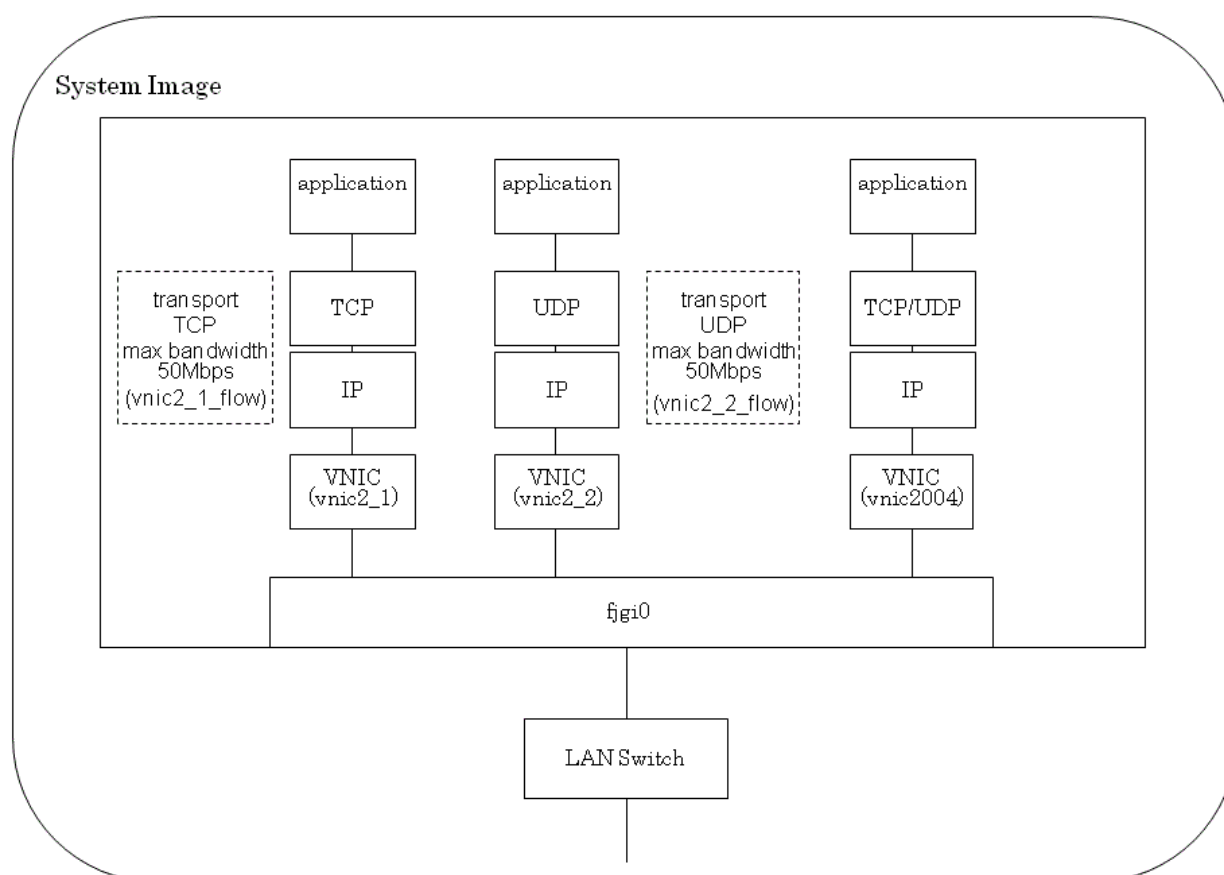 System Image
application
application
application
transport
TCP
max bandwidth
50Mbps
(vnic2_1_flow)
TCP
UDP
transport
UDP
max bandwidth
50Mbps
(vnic2_2_flow)
TCP/UDP
IP
IP
IP
VNIC
(vnic2_1)
VNIC
(vnic2_2)
VNIC
(vnic2004)
fjgi0
LAN Switch